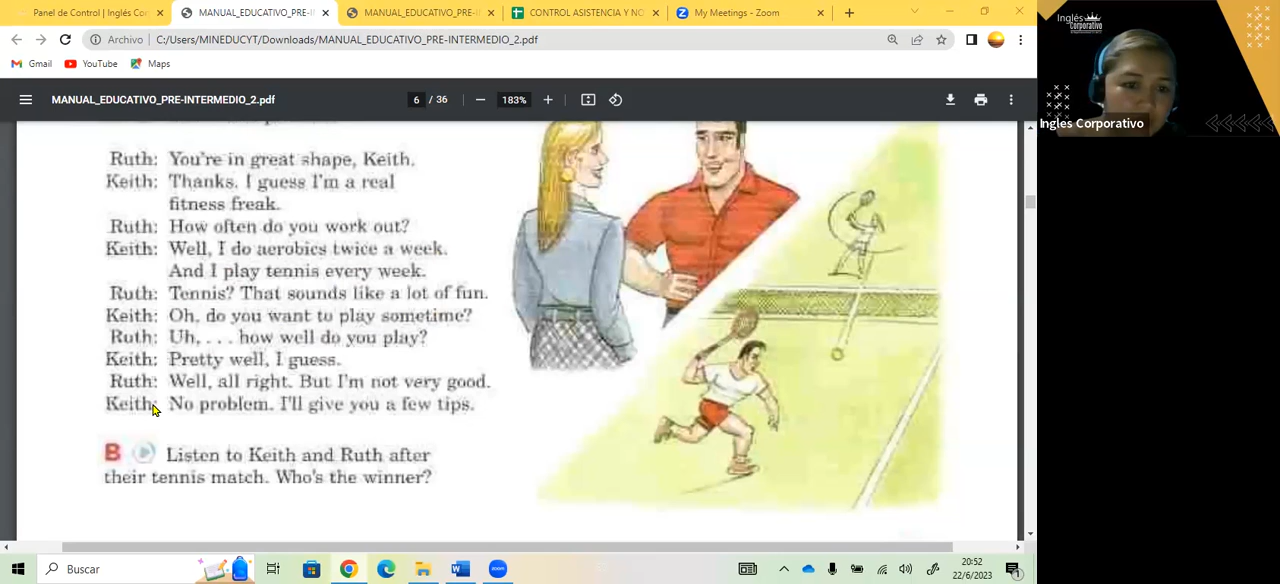 Panel de Control | Inglés Cor
MANUAL_EDUCATIVO_PRE-I
MANUAL_EDUCATIVO_PRE-I
CONTROL ASISTENCIA Y NO
My Meetings - Zoom
Archivo
C:/Users/MINEDUCYT/Downloads/MANUAL_EDUCATIVO_PRE-INTERMEDIO_2.pdf
Gmail
YouTube
Maps
MANUAL_EDUCATIVO_PRE-INTERMEDIO_2.pdf
6 / 36
183%
Ruth: You're in great shape, Keith.
Keith: Thanks. I guess I'm a real
fitness freak.
Ruth: How often do you work out?
Keith: Well, I do aerobics twice a week.
And I play tennis every week.
Ruth: Tennis? That sounds like a lot of fun.
Keith: Oh, do you want to play sometime?
Ruth: Uh, . . . how well do you play?
Keith: Pretty well, I guess.
Ruth: Well, all right. But I'm not very good.
Keith: No problem. I'll give you a few tips.
B Listen to Keith and Ruth after
their tennis match. Who's the winner?
Inglés
Corporativo
Ingles Corporativo
Buscar
zoom
20:52
22/6/2023
1